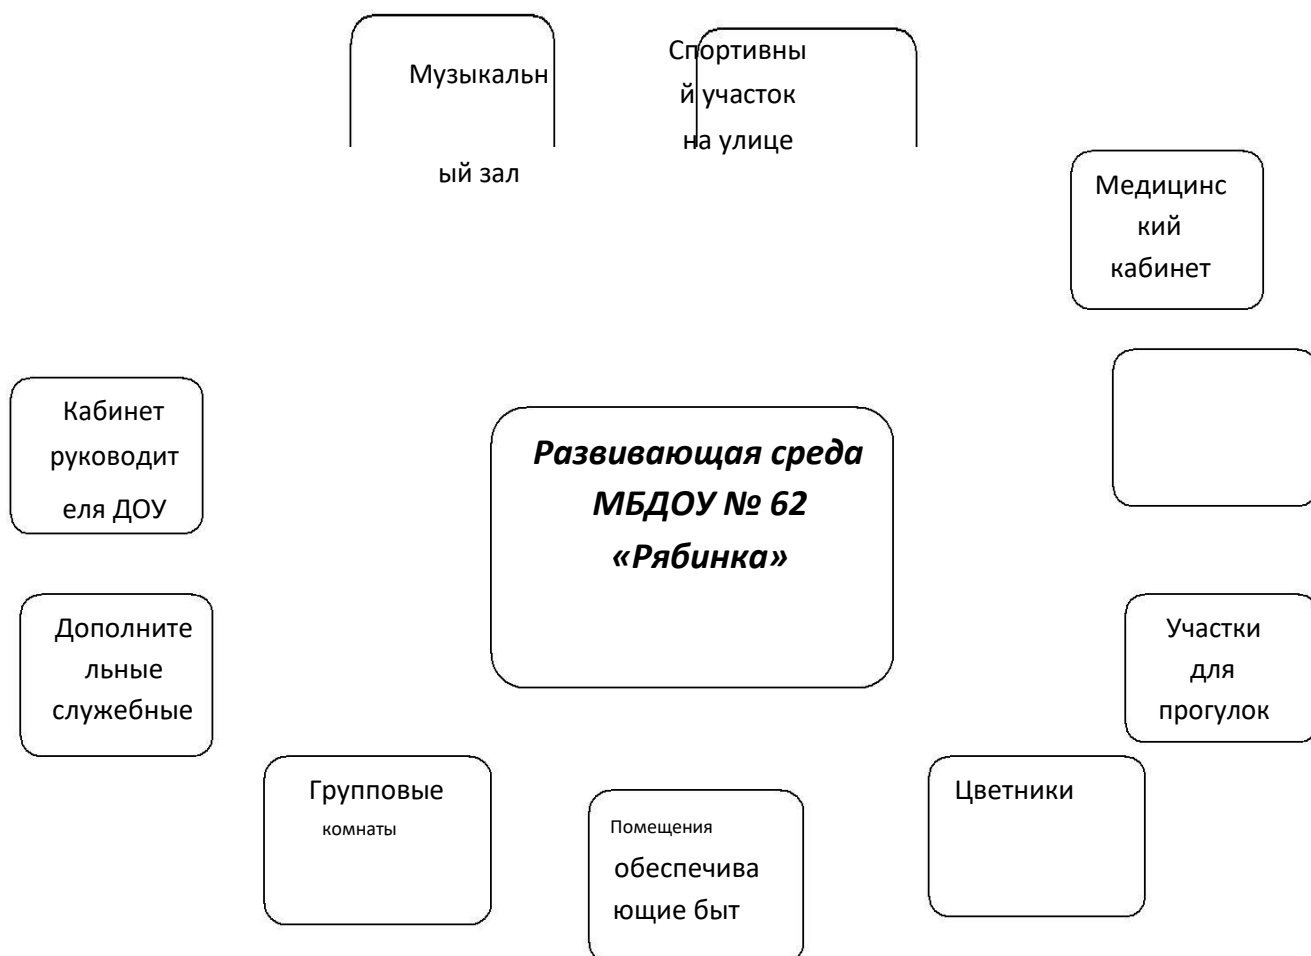 Музыкальн
ый зал
Спортивны
й участок
на улице
Медицинс
кий
кабинет
Кабинет
руководит
еля ДОУ
Развивающая среда
МБДОУ № 62
«Рябинка»
Дополните
льные
служебные
Участки
для
прогулок
Групповые
комнаты
Помещения
обеспечива
ющие быт
Цветники